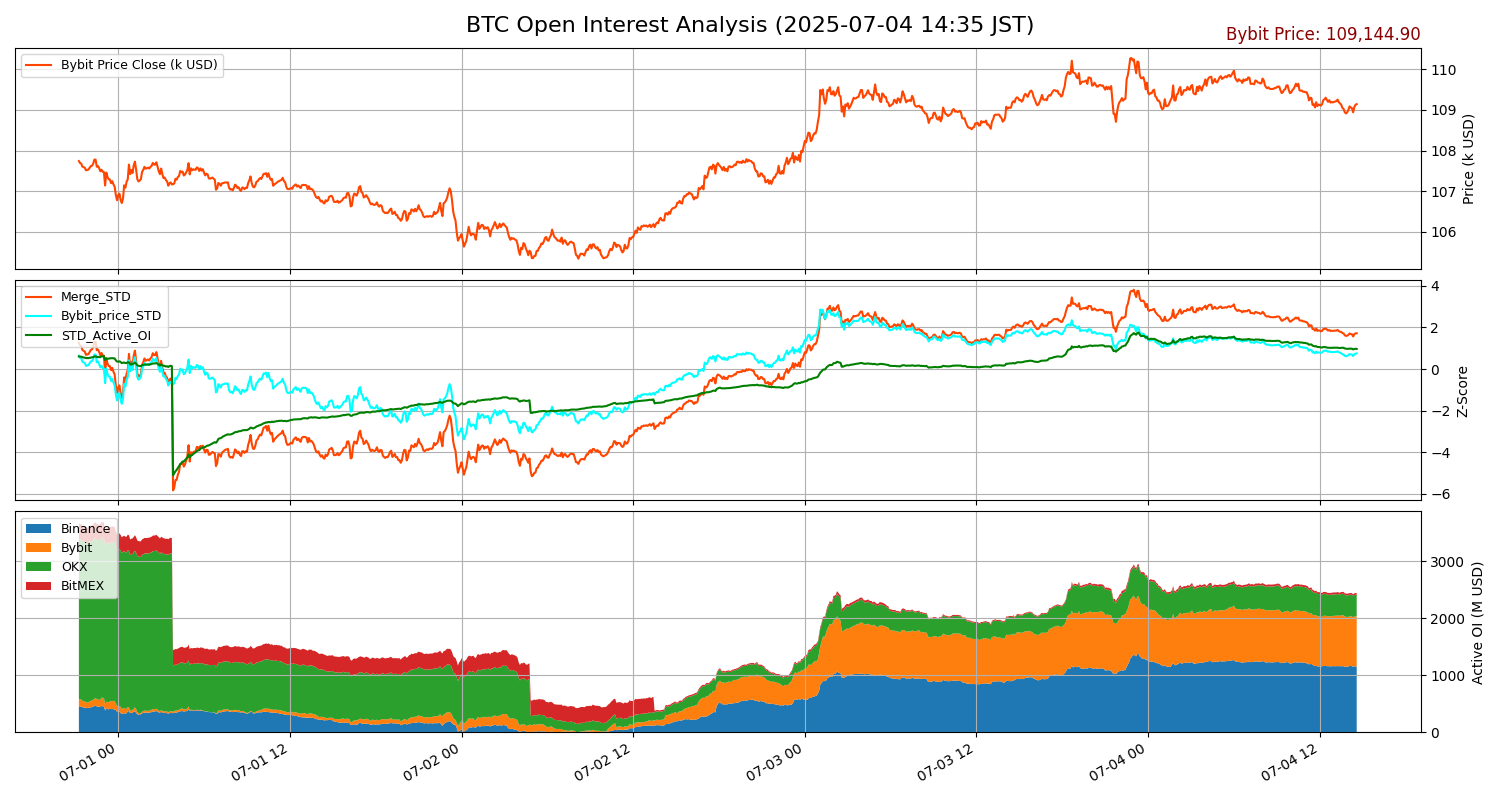 BTC Open Interest Analysis (2025-07-04 14:35 JST)
Bybit Price: 109,144.90
Bybit Price Close (k USD)
110
109
108
107
106
Price (k USD)
Merge_STD
Bybit_price_STD
STD_Active_OI
4
2
0
−2
−4
−6
Z-Score
Binance
Bybit
OKX
BitMEX
3000
2000
1000
0
Active OI (M USD)
07-01 00
07-01 12
07-02 00
07-02 12
07-03 00
07-03 12
07-04 00
07-04 12